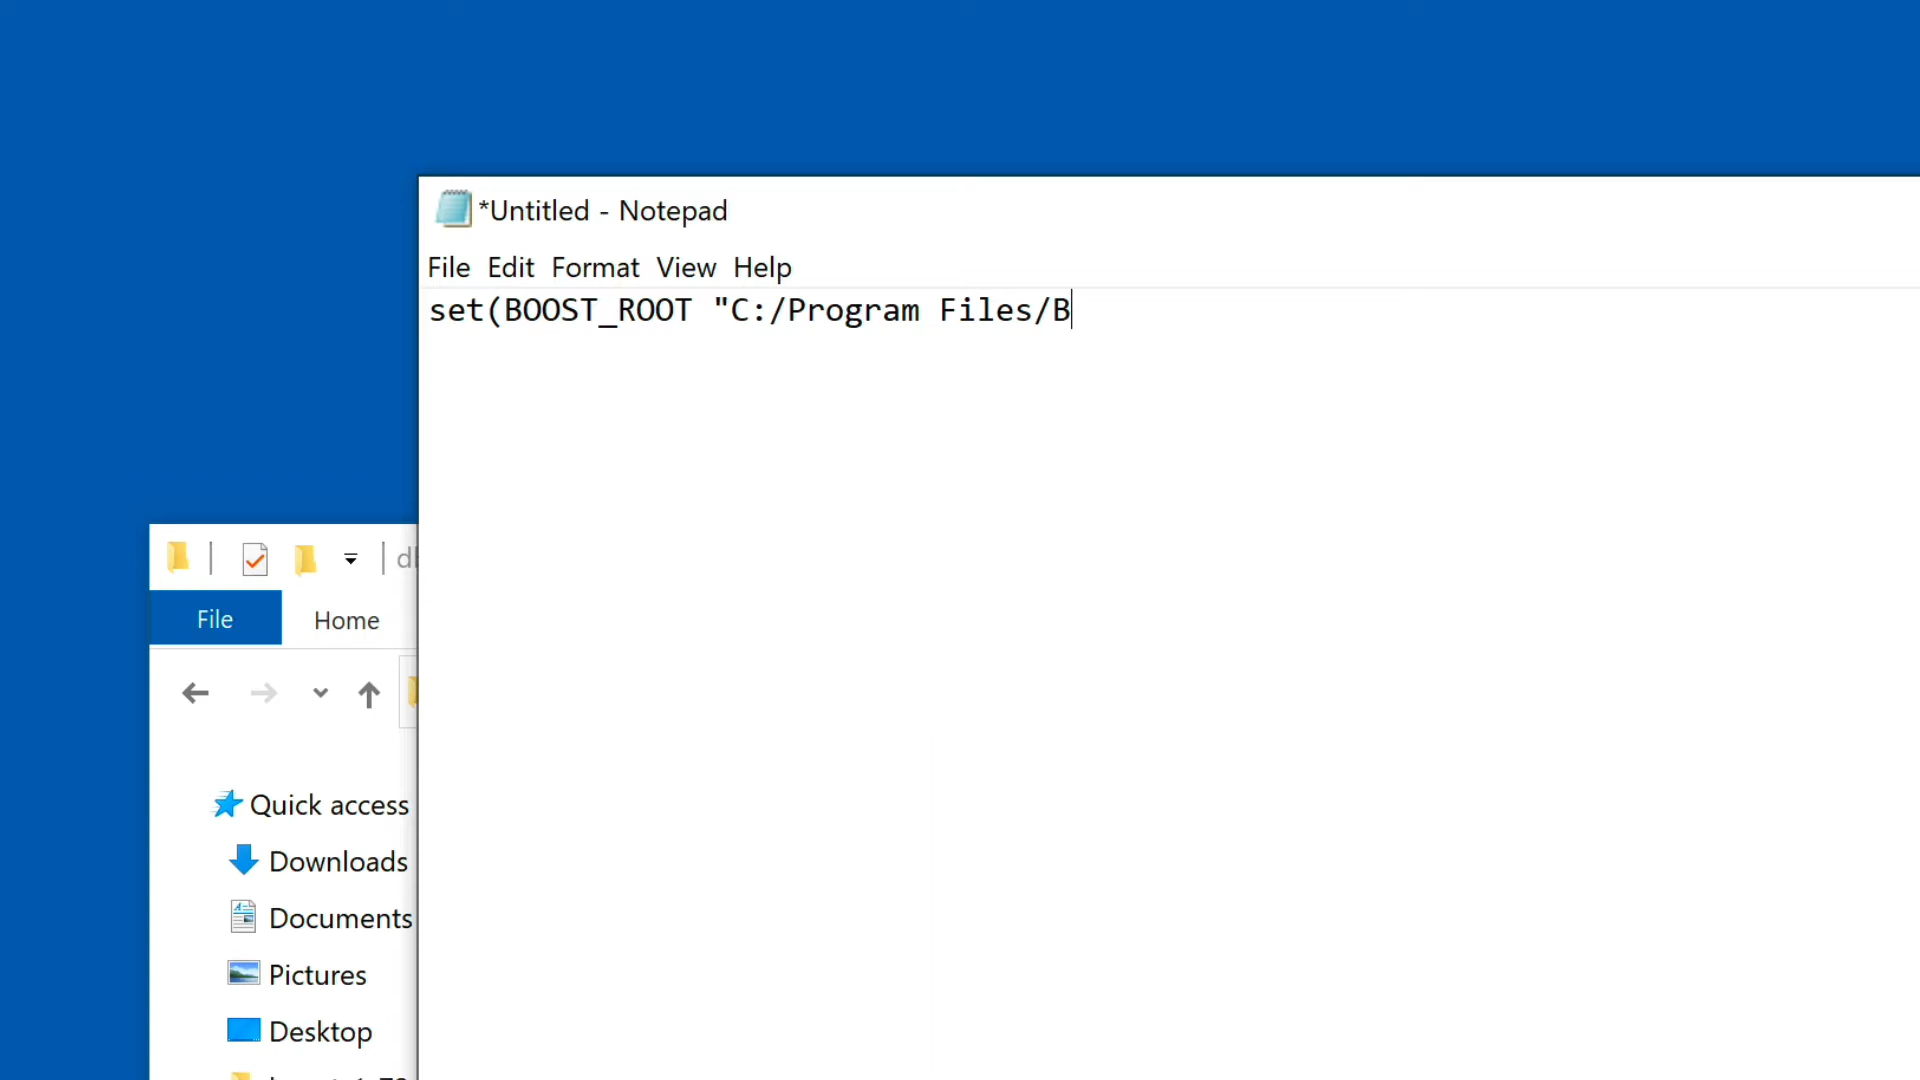 *Untitled - Notepad
File Edit Format View Help
set(BOOST_ROOT "C:/Program Files/B
File Home
Quick access
Downloads
Documents
Pictures
Desktop